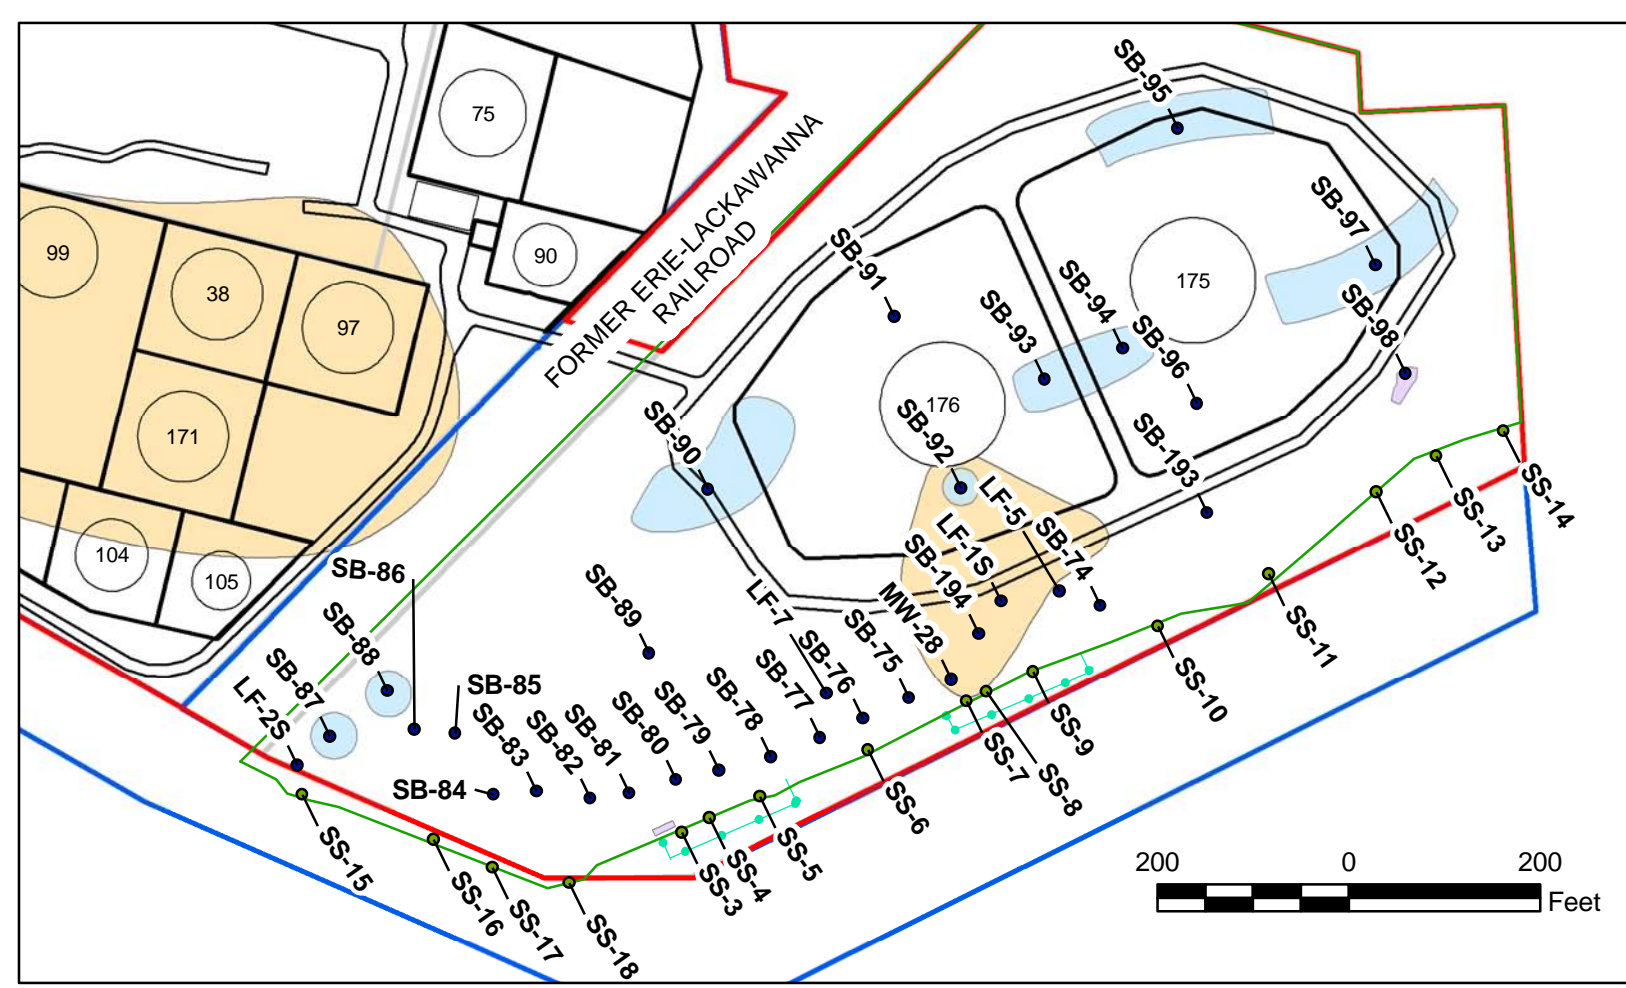 SB-95
75
FORMER ERIE-LACKAWANNA
RAILROAD
SB-97
99
90
SB-91
38
SB-94
175
97
SB-93
SB-96
SB-98
176
171
SB-90
SB-92
SB-193
LF-5
SS-14
SS-13
SS-12
104
105
SB-86
SB-89
LF-1S
SB-74
SB-194
MW-28
LF-7
SB-75
SB-76
SB-77
SB-88
SB-87
LF-2S
SB-85
SB-78
SB-79
SB-80
SB-81
SB-82
SB-83
SB-84
SS-11
SS-10
SS-9
SS-8
SS-7
SS-6
SS-5
SS-4
SS-3
SS-15
SS-16
SS-17
SS-18
200 0 200
Feet